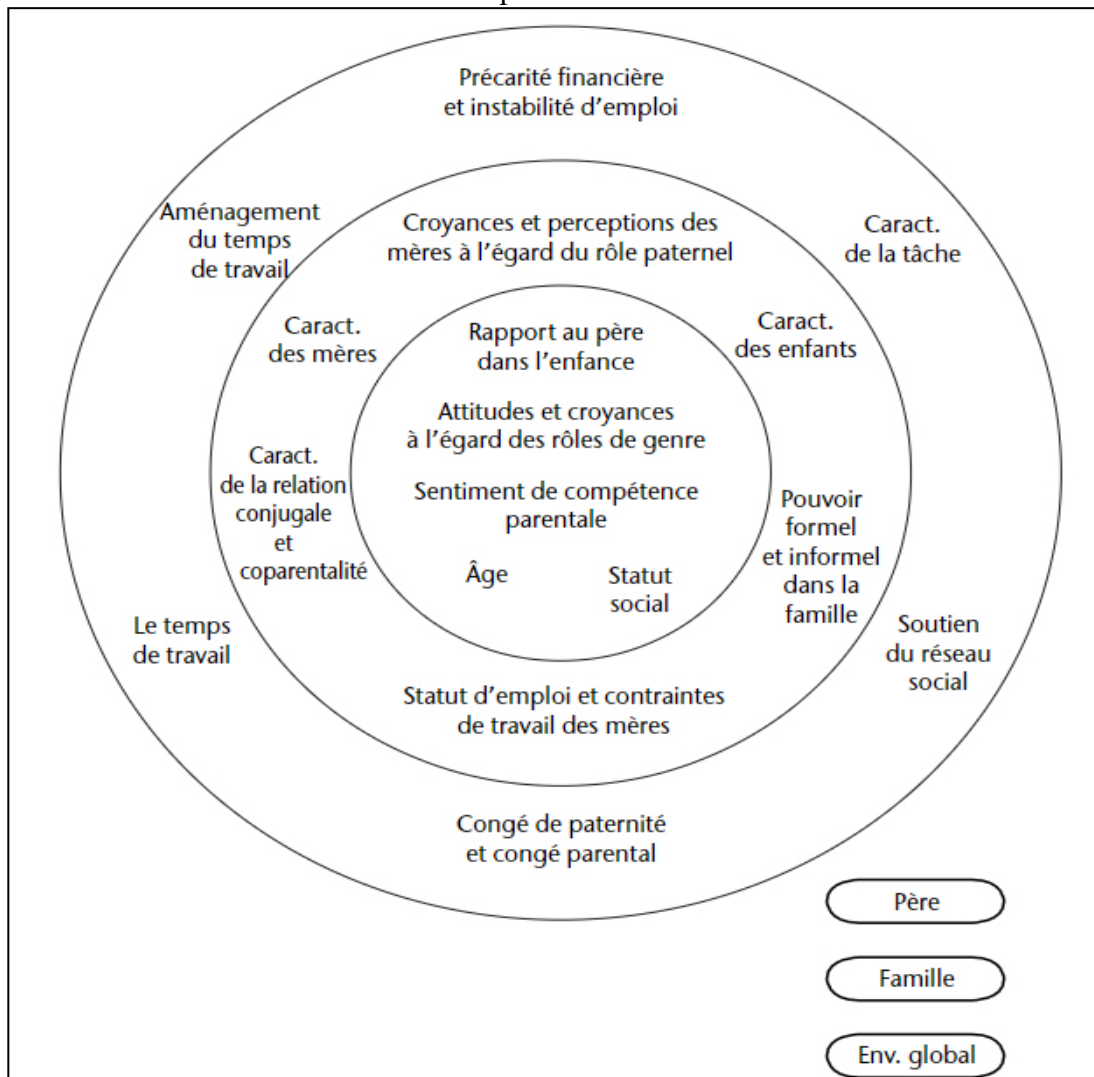 Précarité financière
et instabilité d'emploi
Aménagement
du temps
de travail
Croyances et perceptions des
mères à l'égard du rôle paternel
Caract.
de la tâche
Caract.
des mères
Rapport au père
dans l'enfance
Caract.
des enfants
Attitudes et croyances
à l'égard des rôles de genre
Caract.
de la relation
conjugale
et
coparentalité
Sentiment de compétence
parentale
Pouvoir
formel
et informel
dans la
famille
Âge
Statut
social
Le temps
de travail
Soutien
du réseau
social
Statut d'emploi et contraintes
de travail des mères
Congé de paternité
et congé parental
Père
Famille
Env. global